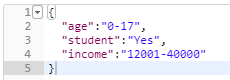 1 {
2 "age":"0-17",
3 "student":"Yes",
4 "income":"12001-40000"
5 }